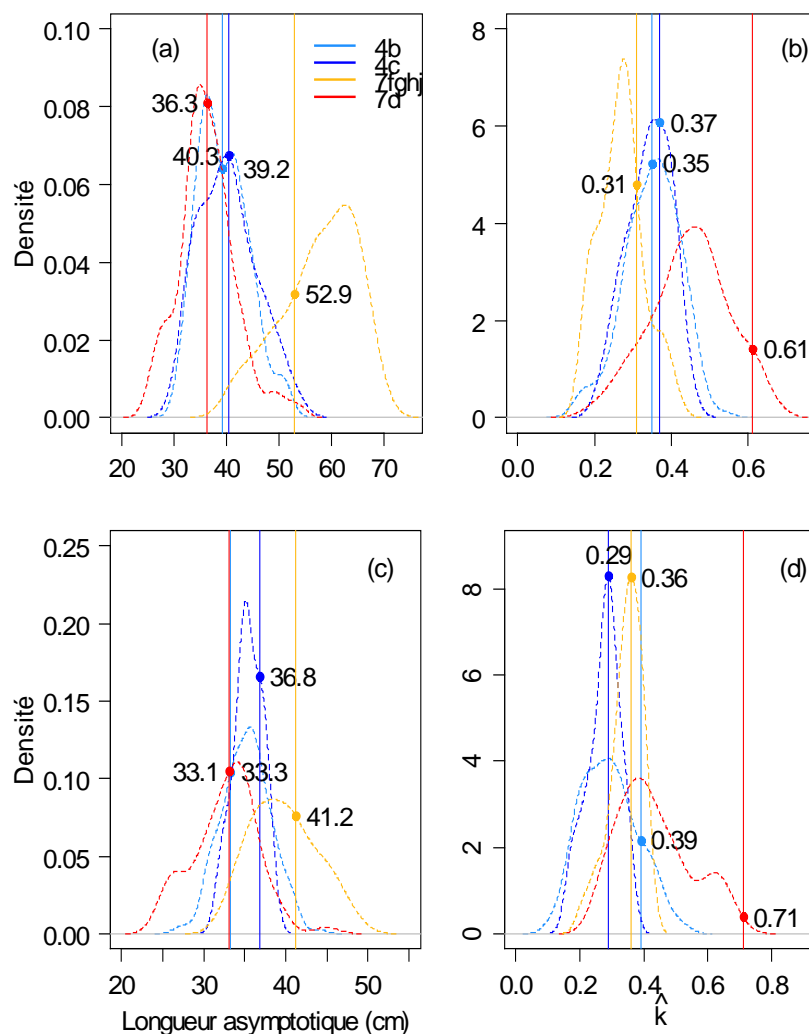 (a)
4b
4c
7fghj
7d
36.3
40.3
39.2
52.9
Densité
0.00 0.02 0.04 0.06 0.08 0.10
20 30 40 50 60 70
(b)
0.37
0.35
0.31
0.61
0 2 4 6 8
0.0 0.2 0.4 0.6
(c)
36.8
33.1 33.3
41.2
Densité
0.00 0.05 0.10 0.15 0.20 0.25
20 30 40 50
Longueur asymptotique (cm)
(d)
0.29
0.36
0.39
0.71
0 2 4 6 8
0.0 0.2 0.4 0.6 0.8
k̂